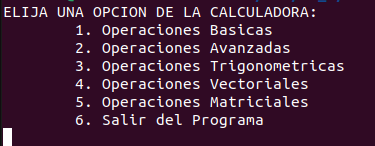 ELIJA UNA OPCION DE LA CALCULADORA:
1. Operaciones Basicas
2. Operaciones Avanzadas
3. Operaciones Trigonometricas
4. Operaciones Vectoriales
5. Operaciones Matriciales
6. Salir del Programa